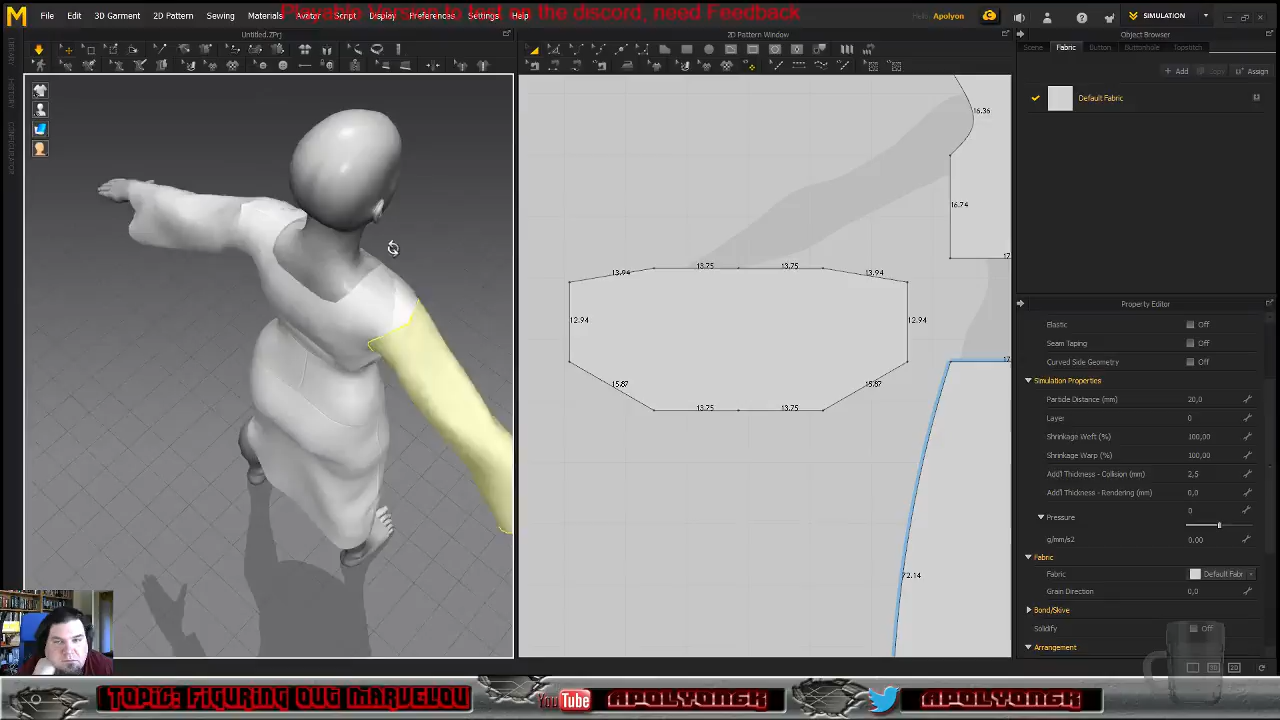 Playable Version to test on the discord, need Feedback
M File Edit 3D Garment 2D Pattern Sewing Materials Avatar Script Display Preferences Settings Help
Apolyon
SIMULATION
Untitled.ZPrj
2D Pattern Window
Object Browser
Scene Fabric Button Buttonhole Topstitch
LIBRARY
HISTORY
CONFIGURATOR
+ Add Assign
Default Fabric
16.36
16.74
13.94 13.75 13.75 13.94
12.94 12.94
15.87 15.87
13.75 13.75
72.14
Property Editor
Elastic Off
Seam Taping Off
Curved Side Geometry Off
Simulation Properties
Particle Distance (mm) 20,0
Layer 0
Shrinkage Weft (%) 100,00
Shrinkage Warp (%) 100,00
Add'l Thickness - Collision (mm) 2,5
Add'l Thickness - Rendering (mm) 0,0
Pressure 0
g/mm/s2 0.00
Fabric
Fabric Default Fabr
Grain Direction 0,0
Bond/Skive
Solidify Off
Arrangement
3D 2D
TOPIC: FIGURING OUT MARVELOU
YouTube APOLYONGK
APOLYONGK